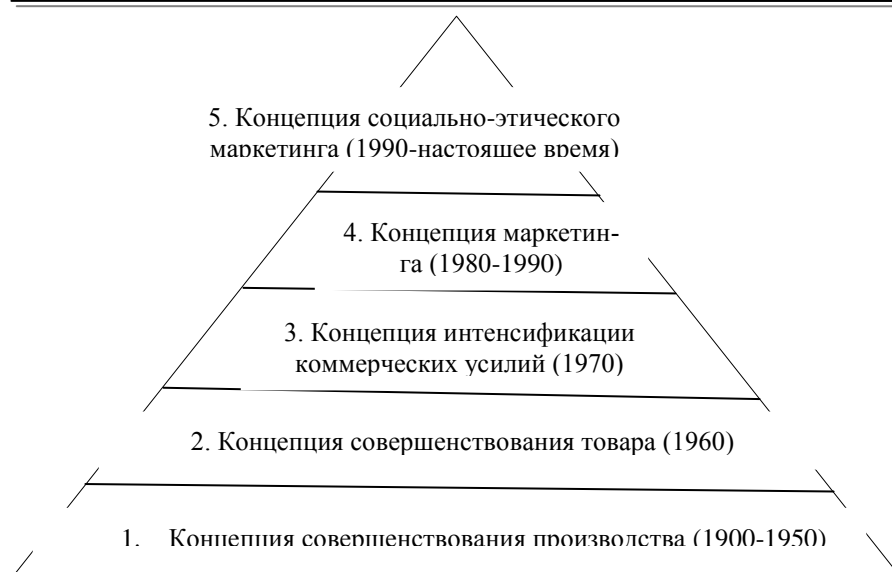 5. Концепция социально-этического
маркетинга (1990-настоящее время)
4. Концепция маркетин-
га (1980-1990)
3. Концепция интенсификации
коммерческих усилий (1970)
2. Концепция совершенствования товара (1960)
1. Концепция совершенствования производства (1900-1950)